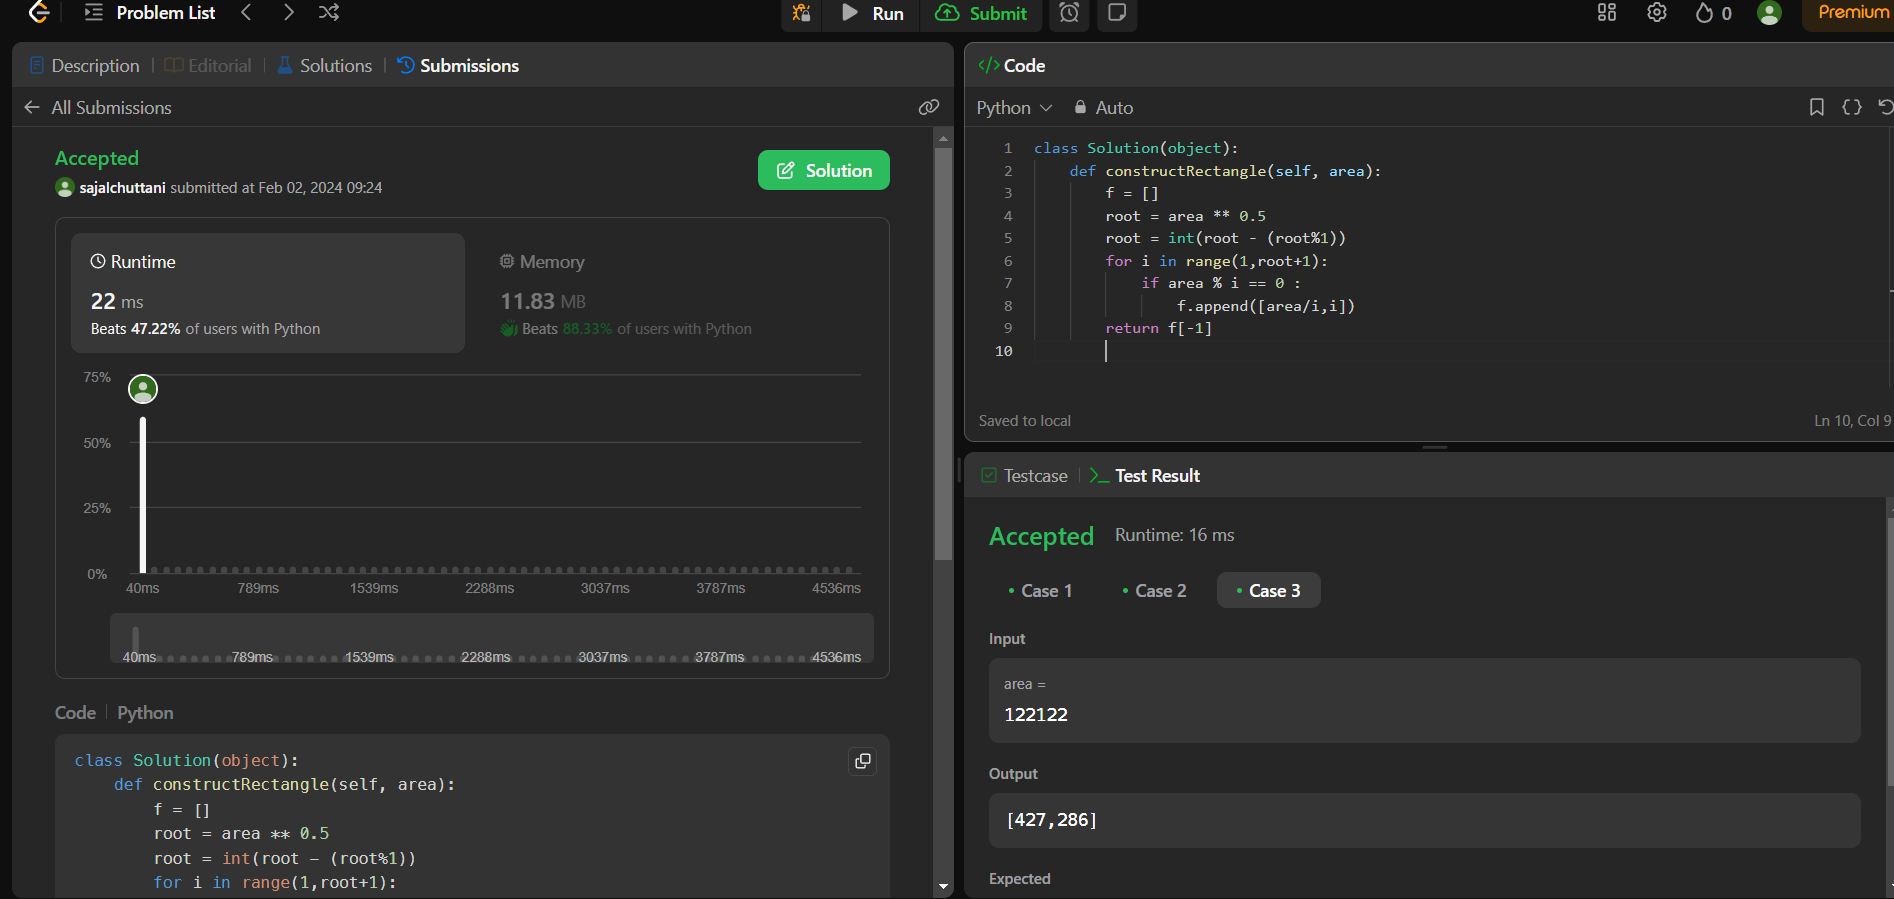 Problem List
Run
Submit
0
Premium
Description
Editorial
Solutions
Submissions
All Submissions
Accepted
sajalchuttani submitted at Feb 02, 2024 09:24
Solution
Runtime
22 ms
Beats 47.22% of users with Python
Memory
11.83 MB
Beats 88.33% of users with Python
75%
50%
25%
0%
40ms 789ms 1539ms 2288ms 3037ms 3787ms 4536ms
40ms 789ms 1539ms 2288ms 3037ms 3787ms 4536ms
Code
Python
class Solution(object):
    def constructRectangle(self, area):
        f = []
        root = area ** 0.5
        root = int(root - (root%1))
        for i in range(1,root+1):
</> Code
Python
Auto
1 class Solution(object):
2     def constructRectangle(self, area):
3         f = []
4         root = area ** 0.5
5         root = int(root - (root%1))
6         for i in range(1,root+1):
7             if area % i == 0 :
8                 f.append([area/i,i])
9         return f[-1]
10
Saved to local
Ln 10, Col 9
Testcase
>_ Test Result
Accepted
Runtime: 16 ms
• Case 1
• Case 2
• Case 3
Input
area =
122122
Output
[427,286]
Expected